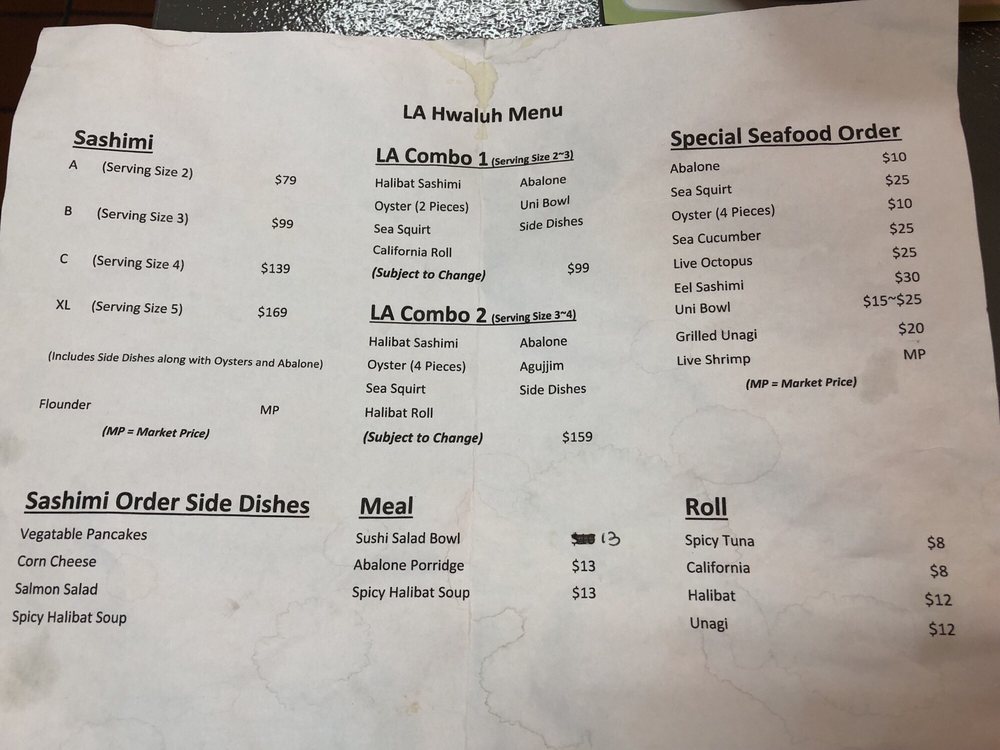 LA Hwaluh Menu
Sashimi
A (Serving Size 2) $79
B (Serving Size 3) $99
C (Serving Size 4) $139
XL (Serving Size 5) $169
(Includes Side Dishes along with Oysters and Abalone)
Flounder MP
(MP = Market Price)
LA Combo 1 (Serving Size 2~3)
Halibat Sashimi Abalone
Oyster (2 Pieces) Uni Bowl
Sea Squirt Side Dishes
California Roll
(Subject to Change) $99
LA Combo 2 (Serving Size 3~4)
Halibat Sashimi Abalone
Oyster (4 Pieces) Agujjim
Sea Squirt Side Dishes
Halibat Roll
(Subject to Change) $159
Special Seafood Order
Abalone $10
Sea Squirt $25
Oyster (4 Pieces) $10
Sea Cucumber $25
Live Octopus $25
Eel Sashimi $30
Uni Bowl $15~$25
Grilled Unagi $20
Live Shrimp MP
(MP = Market Price)
Sashimi Order Side Dishes
Vegatable Pancakes
Corn Cheese
Salmon Salad
Spicy Halibat Soup
Meal
Sushi Salad Bowl 13
Abalone Porridge $13
Spicy Halibat Soup $13
Roll
Spicy Tuna $8
California $8
Halibat $12
Unagi $12